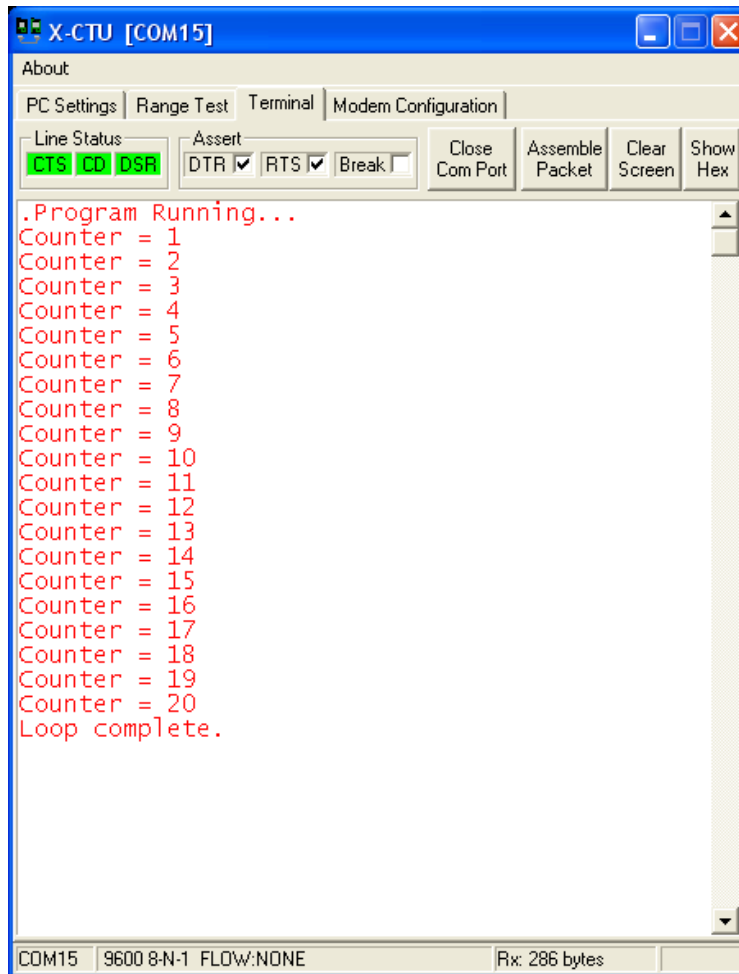 X-CTU [COM15]
About
PC Settings Range Test Terminal Modem Configuration
Line Status
CTS CD DSR
Assert
DTR RTS Break
Close
Com Port
Assemble
Packet
Clear
Screen
Show
Hex
.Program Running...
Counter = 1
Counter = 2
Counter = 3
Counter = 4
Counter = 5
Counter = 6
Counter = 7
Counter = 8
Counter = 9
Counter = 10
Counter = 11
Counter = 12
Counter = 13
Counter = 14
Counter = 15
Counter = 16
Counter = 17
Counter = 18
Counter = 19
Counter = 20
Loop complete.
COM15 9600 8-N-1 FLOW:NONE Rx: 286 bytes